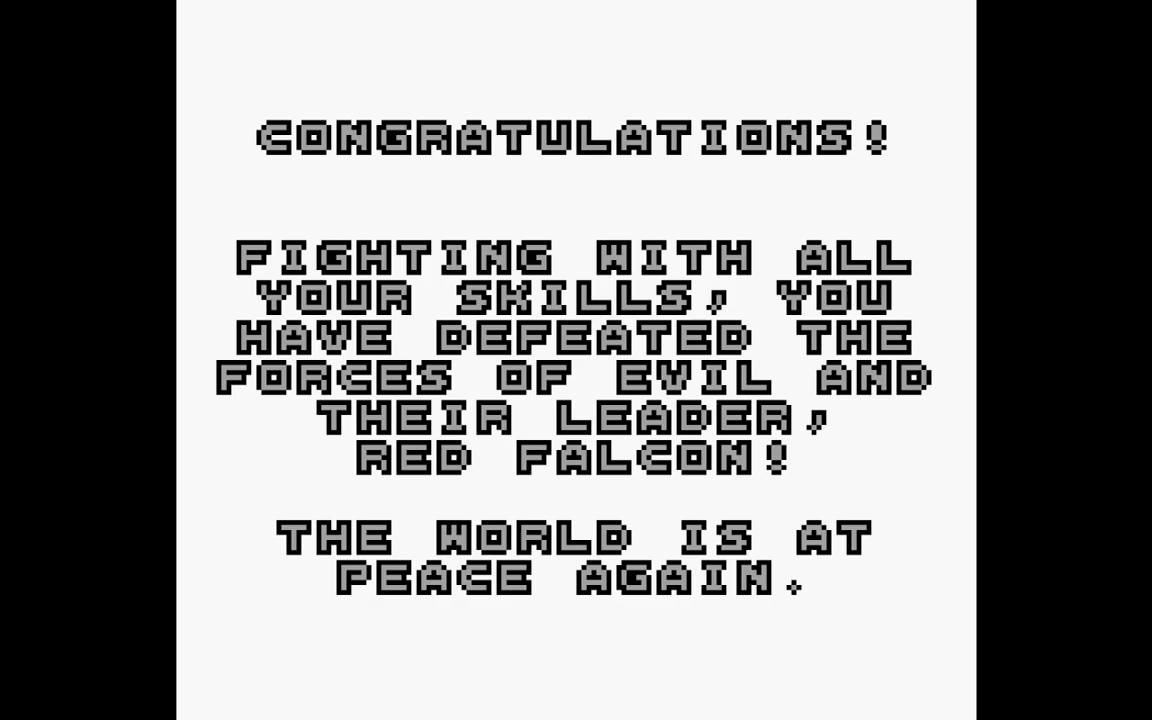 CONGRATULATIONS!
FIGHTING WITH ALL
YOUR SKILLS, YOU
HAVE DEFEATED THE
FORCES OF EVIL AND
THEIR LEADER,
RED FALCON!
THE WORLD IS AT
PEACE AGAIN.